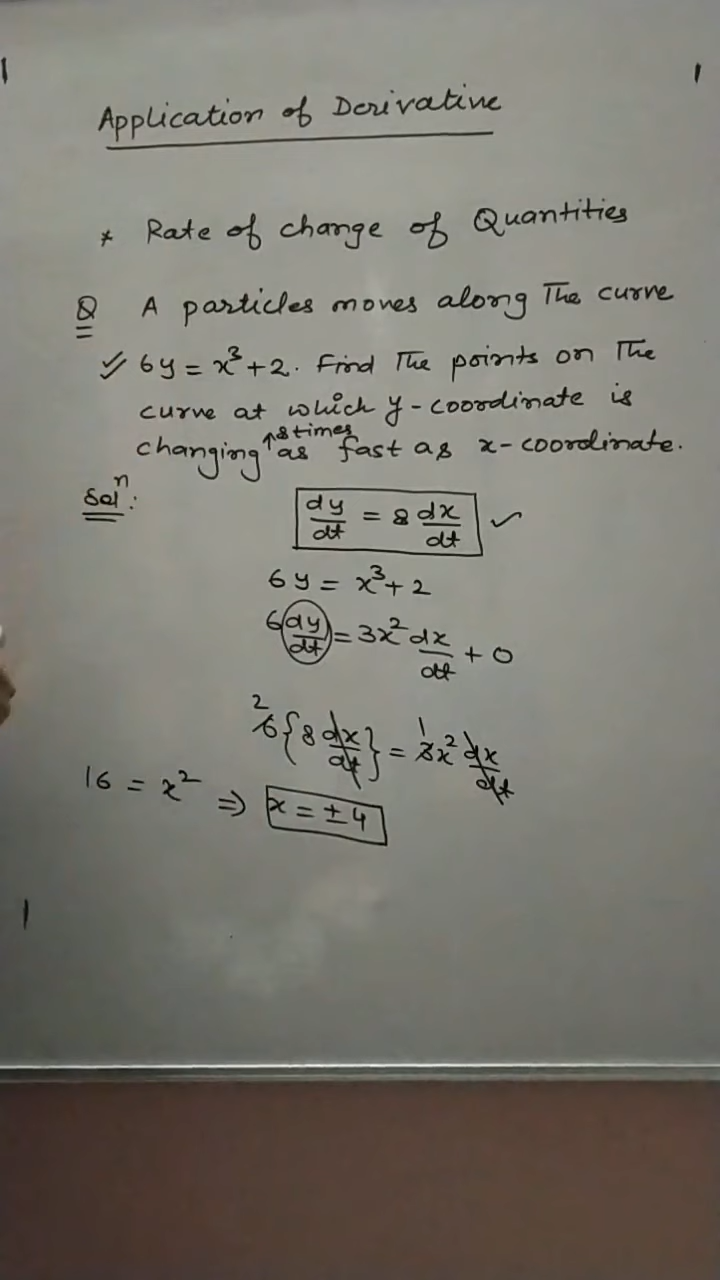 Application of Derivative
* Rate of change of Quantities
Q A particles moves along The curve
✓ 6y = x³ + 2. Find The points on The
curve at which y-coordinate is
changing ↑ 8 times as fast as x-coordinate.
Solⁿ:
dy/dt = 8 dx/dt ✓
6y = x³ + 2
6 dy/dt = 3x² dx/dt + 0
2 6{8 dx/dt} = 1 3x² dx/dt
16 = x² ⇒ x = ±4